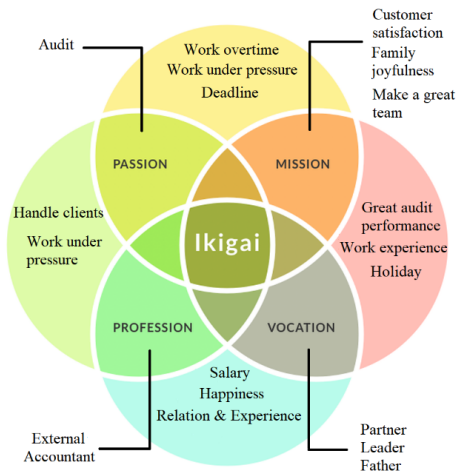 Customer
satisfaction
Family
joyfulness
Make a great
team
Audit
Work overtime
Work under pressure
Deadline
PASSION
MISSION
Handle clients
Work under
pressure
Great audit
performance
Work experience
Holiday
Ikigai
PROFESSION
VOCATION
Salary
Happiness
Relation & Experience
External
Accountant
Partner
Leader
Father